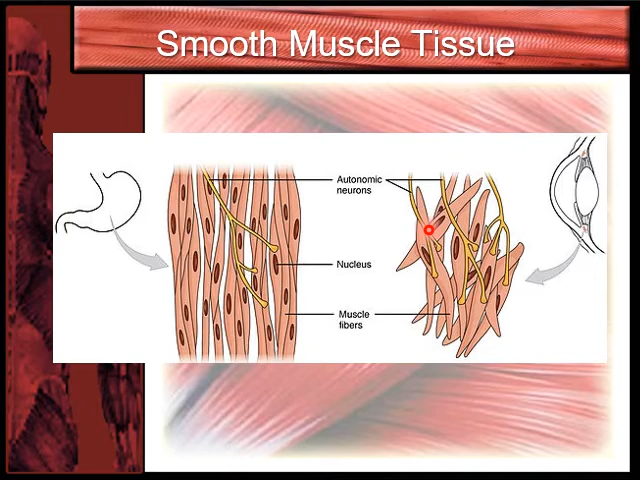 Smooth Muscle Tissue
Autonomic
neurons
Nucleus
Muscle
fibers